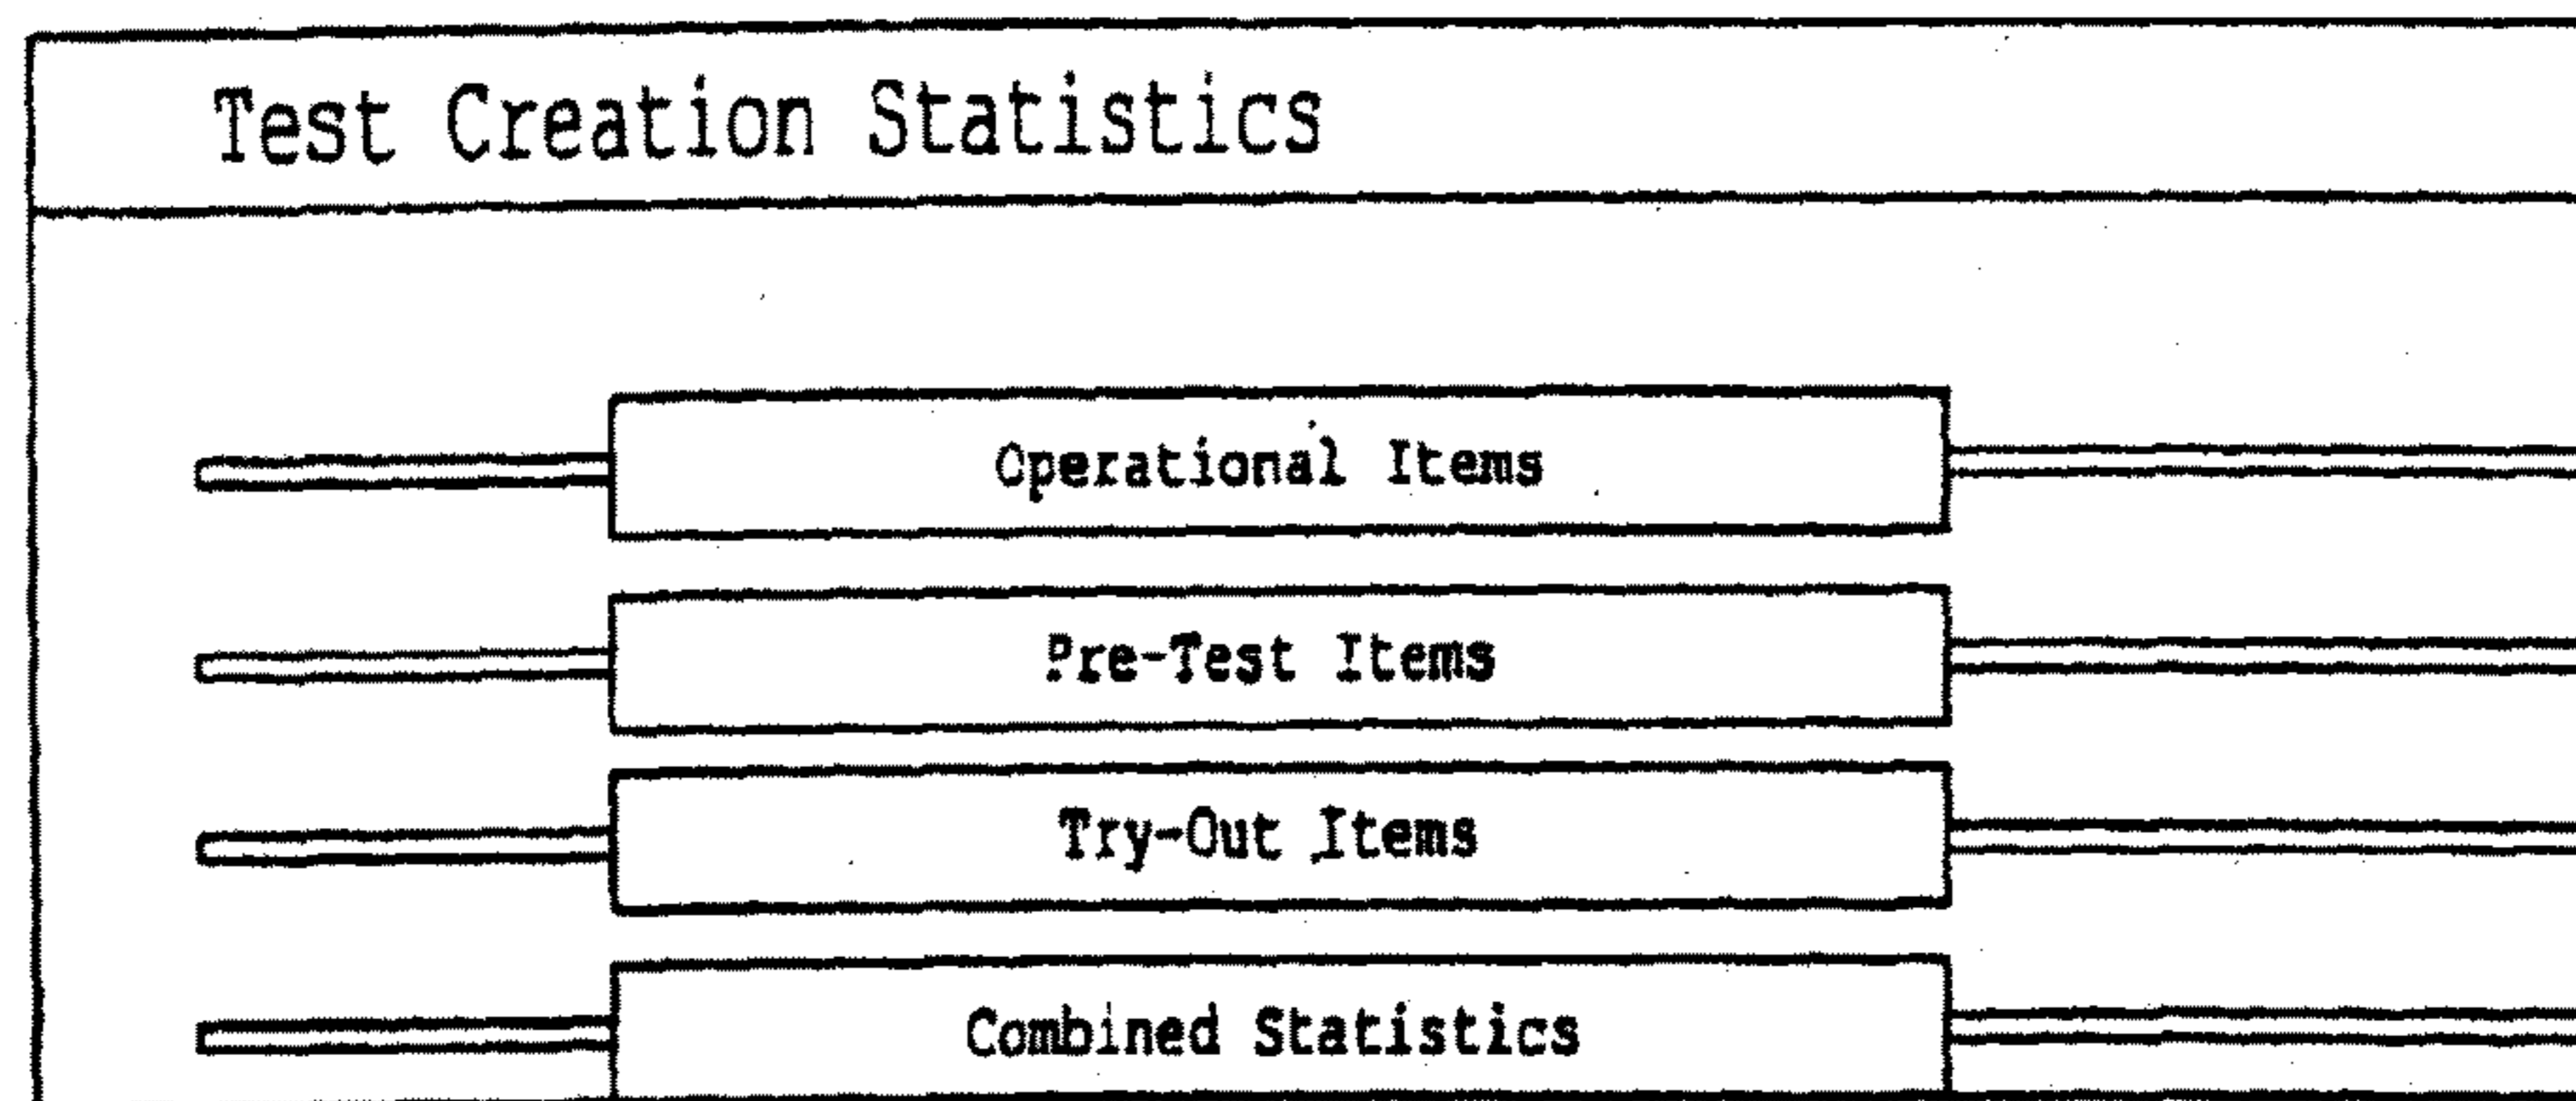 Test Creation Statistics
Operational Items
Pre-Test Items
Try-Out Items
Combined Statistics